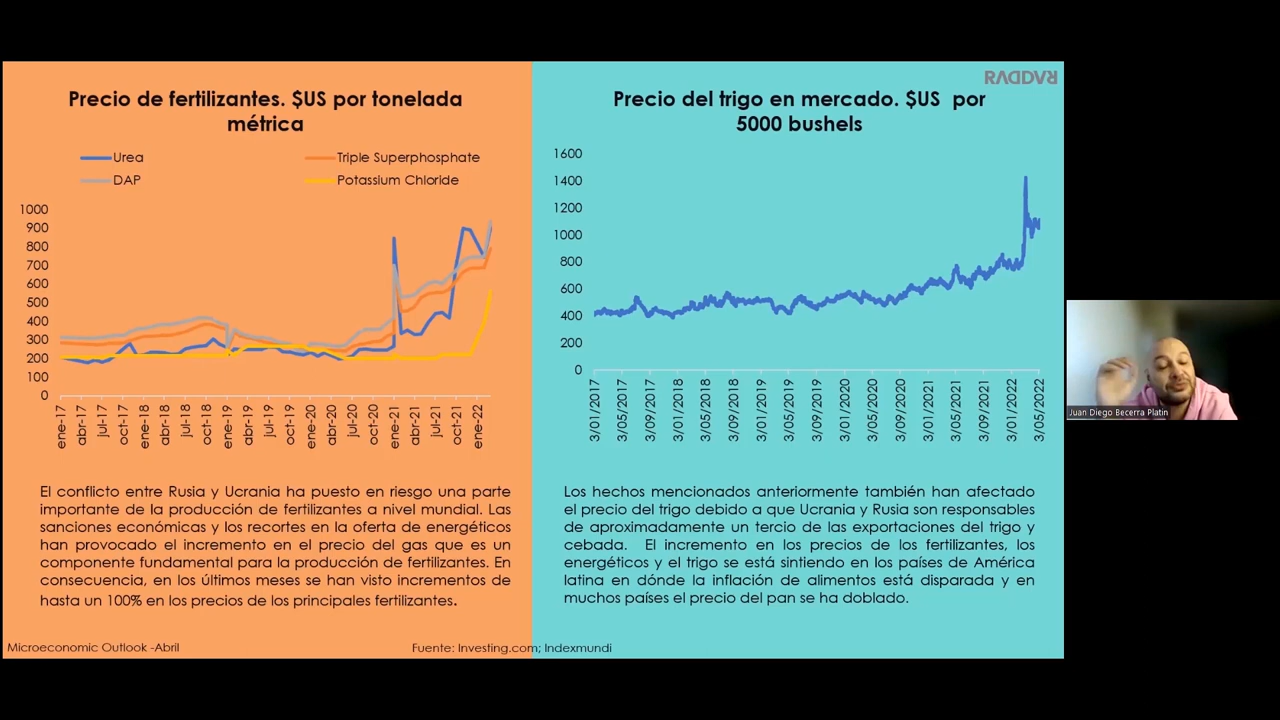 RADDAR
Precio de fertilizantes. $US por tonelada
métrica
Urea
Triple Superphosphate
DAP
Potassium Chloride
1000
900
800
700
600
500
400
300
200
100
0
ene-17
abr-17
jul-17
oct-17
ene-18
abr-18
jul-18
oct-18
ene-19
abr-19
jul-19
oct-19
ene-20
abr-20
jul-20
oct-20
ene-21
abr-21
jul-21
oct-21
ene-22
El conflicto entre Rusia y Ucrania ha puesto en riesgo una parte
importante de la producción de fertilizantes a nivel mundial. Las
sanciones económicas y los recortes en la oferta de energéticos
han provocado el incremento en el precio del gas que es un
componente fundamental para la producción de fertilizantes. En
consecuencia, en los últimos meses se han visto incrementos de
hasta un 100% en los precios de los principales fertilizantes.
Precio del trigo en mercado. $US por
5000 bushels
1600
1400
1200
1000
800
600
400
200
0
3/01/2017
3/05/2017
3/09/2017
3/01/2018
3/05/2018
3/09/2018
3/01/2019
3/05/2019
3/09/2019
3/01/2020
3/05/2020
3/09/2020
3/01/2021
3/05/2021
3/09/2021
3/01/2022
3/05/2022
Los hechos mencionados anteriormente también han afectado
el precio del trigo debido a que Ucrania y Rusia son responsables
de aproximadamente un tercio de las exportaciones del trigo y
cebada. El incremento en los precios de los fertilizantes, los
energéticos y el trigo se está sintiendo en los países de América
latina en dónde la inflación de alimentos está disparada y en
muchos países el precio del pan se ha doblado.
Microeconomic Outlook -Abril
Fuente: Investing.com; Indexmundi
Juan Diego Becerra Platin